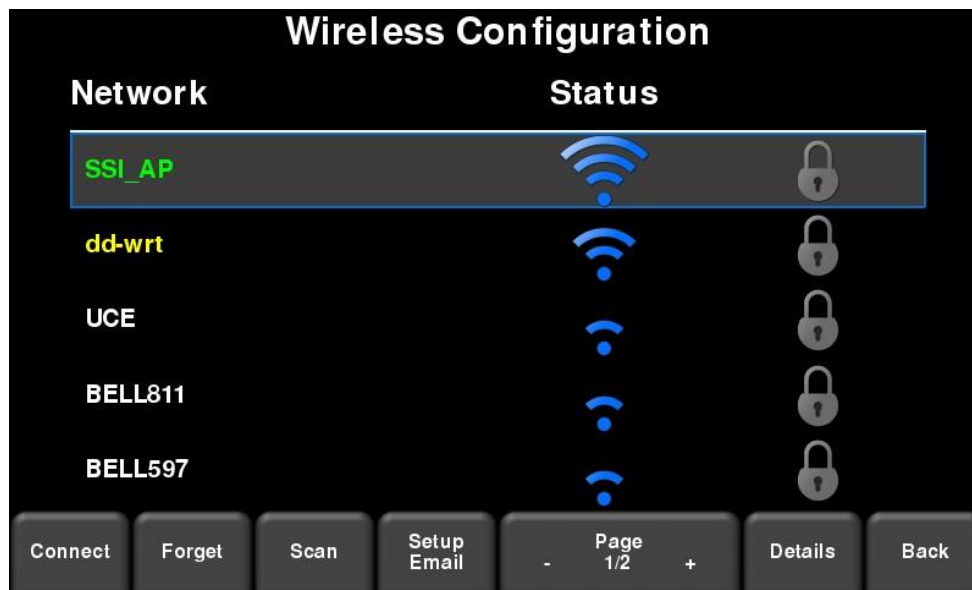 Wireless Configuration
Network Status
SSI_AP
dd-wrt
UCE
BELL811
BELL597
Connect Forget Scan Setup Email - Page 1/2 + Details Back